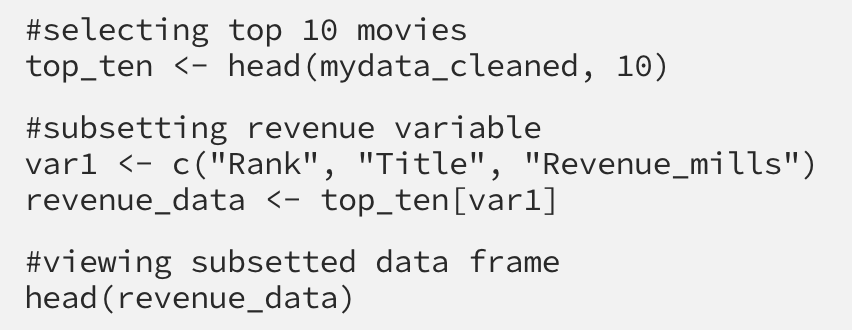 #selecting top 10 movies
top_ten <- head(mydata_cleaned, 10)
#subsetting revenue variable
var1 <- c("Rank", "Title", "Revenue_mills")
revenue_data <- top_ten[var1]
#viewing subsetted data frame
head(revenue_data)